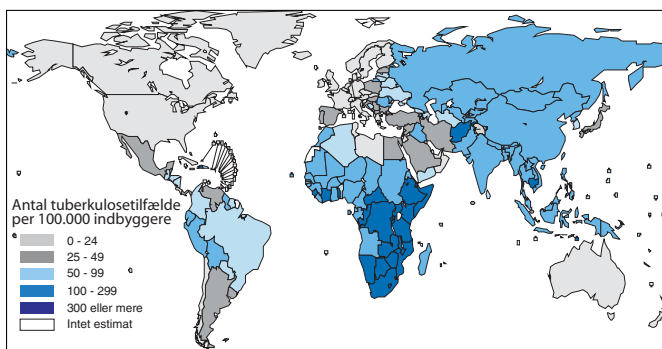 Antal tuberkulosetilfælde
per 100.000 indbyggere
0 - 24
25 - 49
50 - 99
100 - 299
300 eller mere
Intet estimat